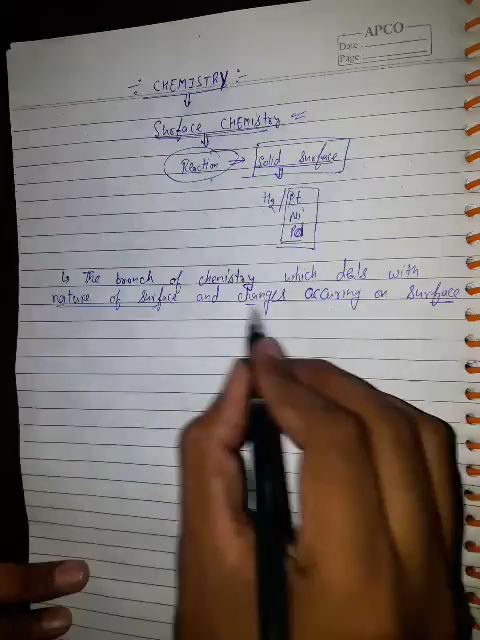 APCO
Date
Page
-: CHEMISTRY :-
Surface CHEMIStry =
Reaction => Solid Surface
H2/Pt
Ni
Pd
↳ The branch of chemistry which deals with
nature of surface and changes occuring on surface